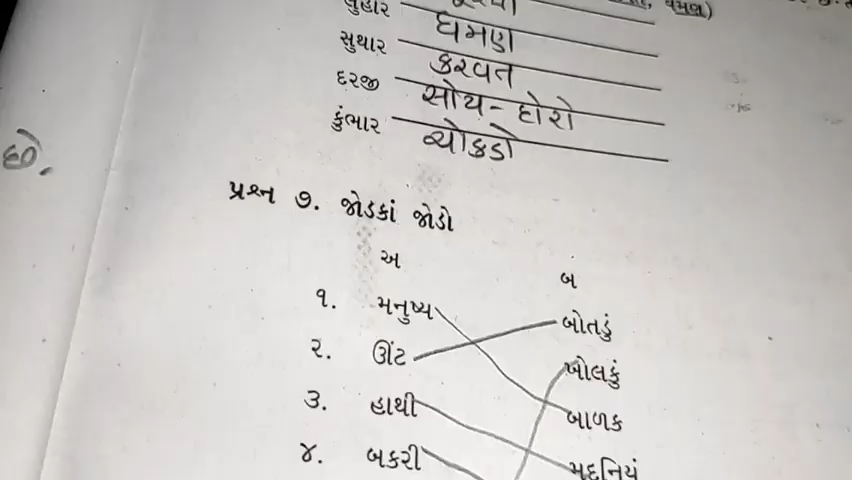 લુહાર ધમણ
સુથાર કરવત
દરજી સોય - દોરો
કુંભાર ચાકડો
છે.
પ્રશ્ન ૭. જોડકાં જોડો
અ બ
૧. મનુષ્ય બોતડું
૨. ઊંટ ખોલકું
૩. હાથી બાળક
૪. બકરી મદનિયું